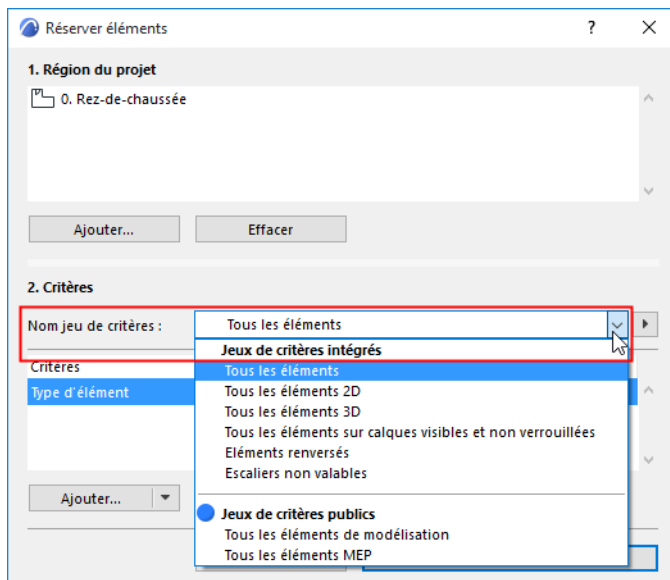 Réserver éléments
?
1. Région du projet
0. Rez-de-chaussée
Ajouter...
Effacer
2. Critères
Nom jeu de critères :
Tous les éléments
Jeux de critères intégrés
Critères
Tous les éléments
Type d'élément
Tous les éléments 2D
Tous les éléments 3D
Tous les éléments sur calques visibles et non verrouillées
Eléments renversés
Escaliers non valables
Ajouter...
Jeux de critères publics
Tous les éléments de modélisation
Tous les éléments MEP